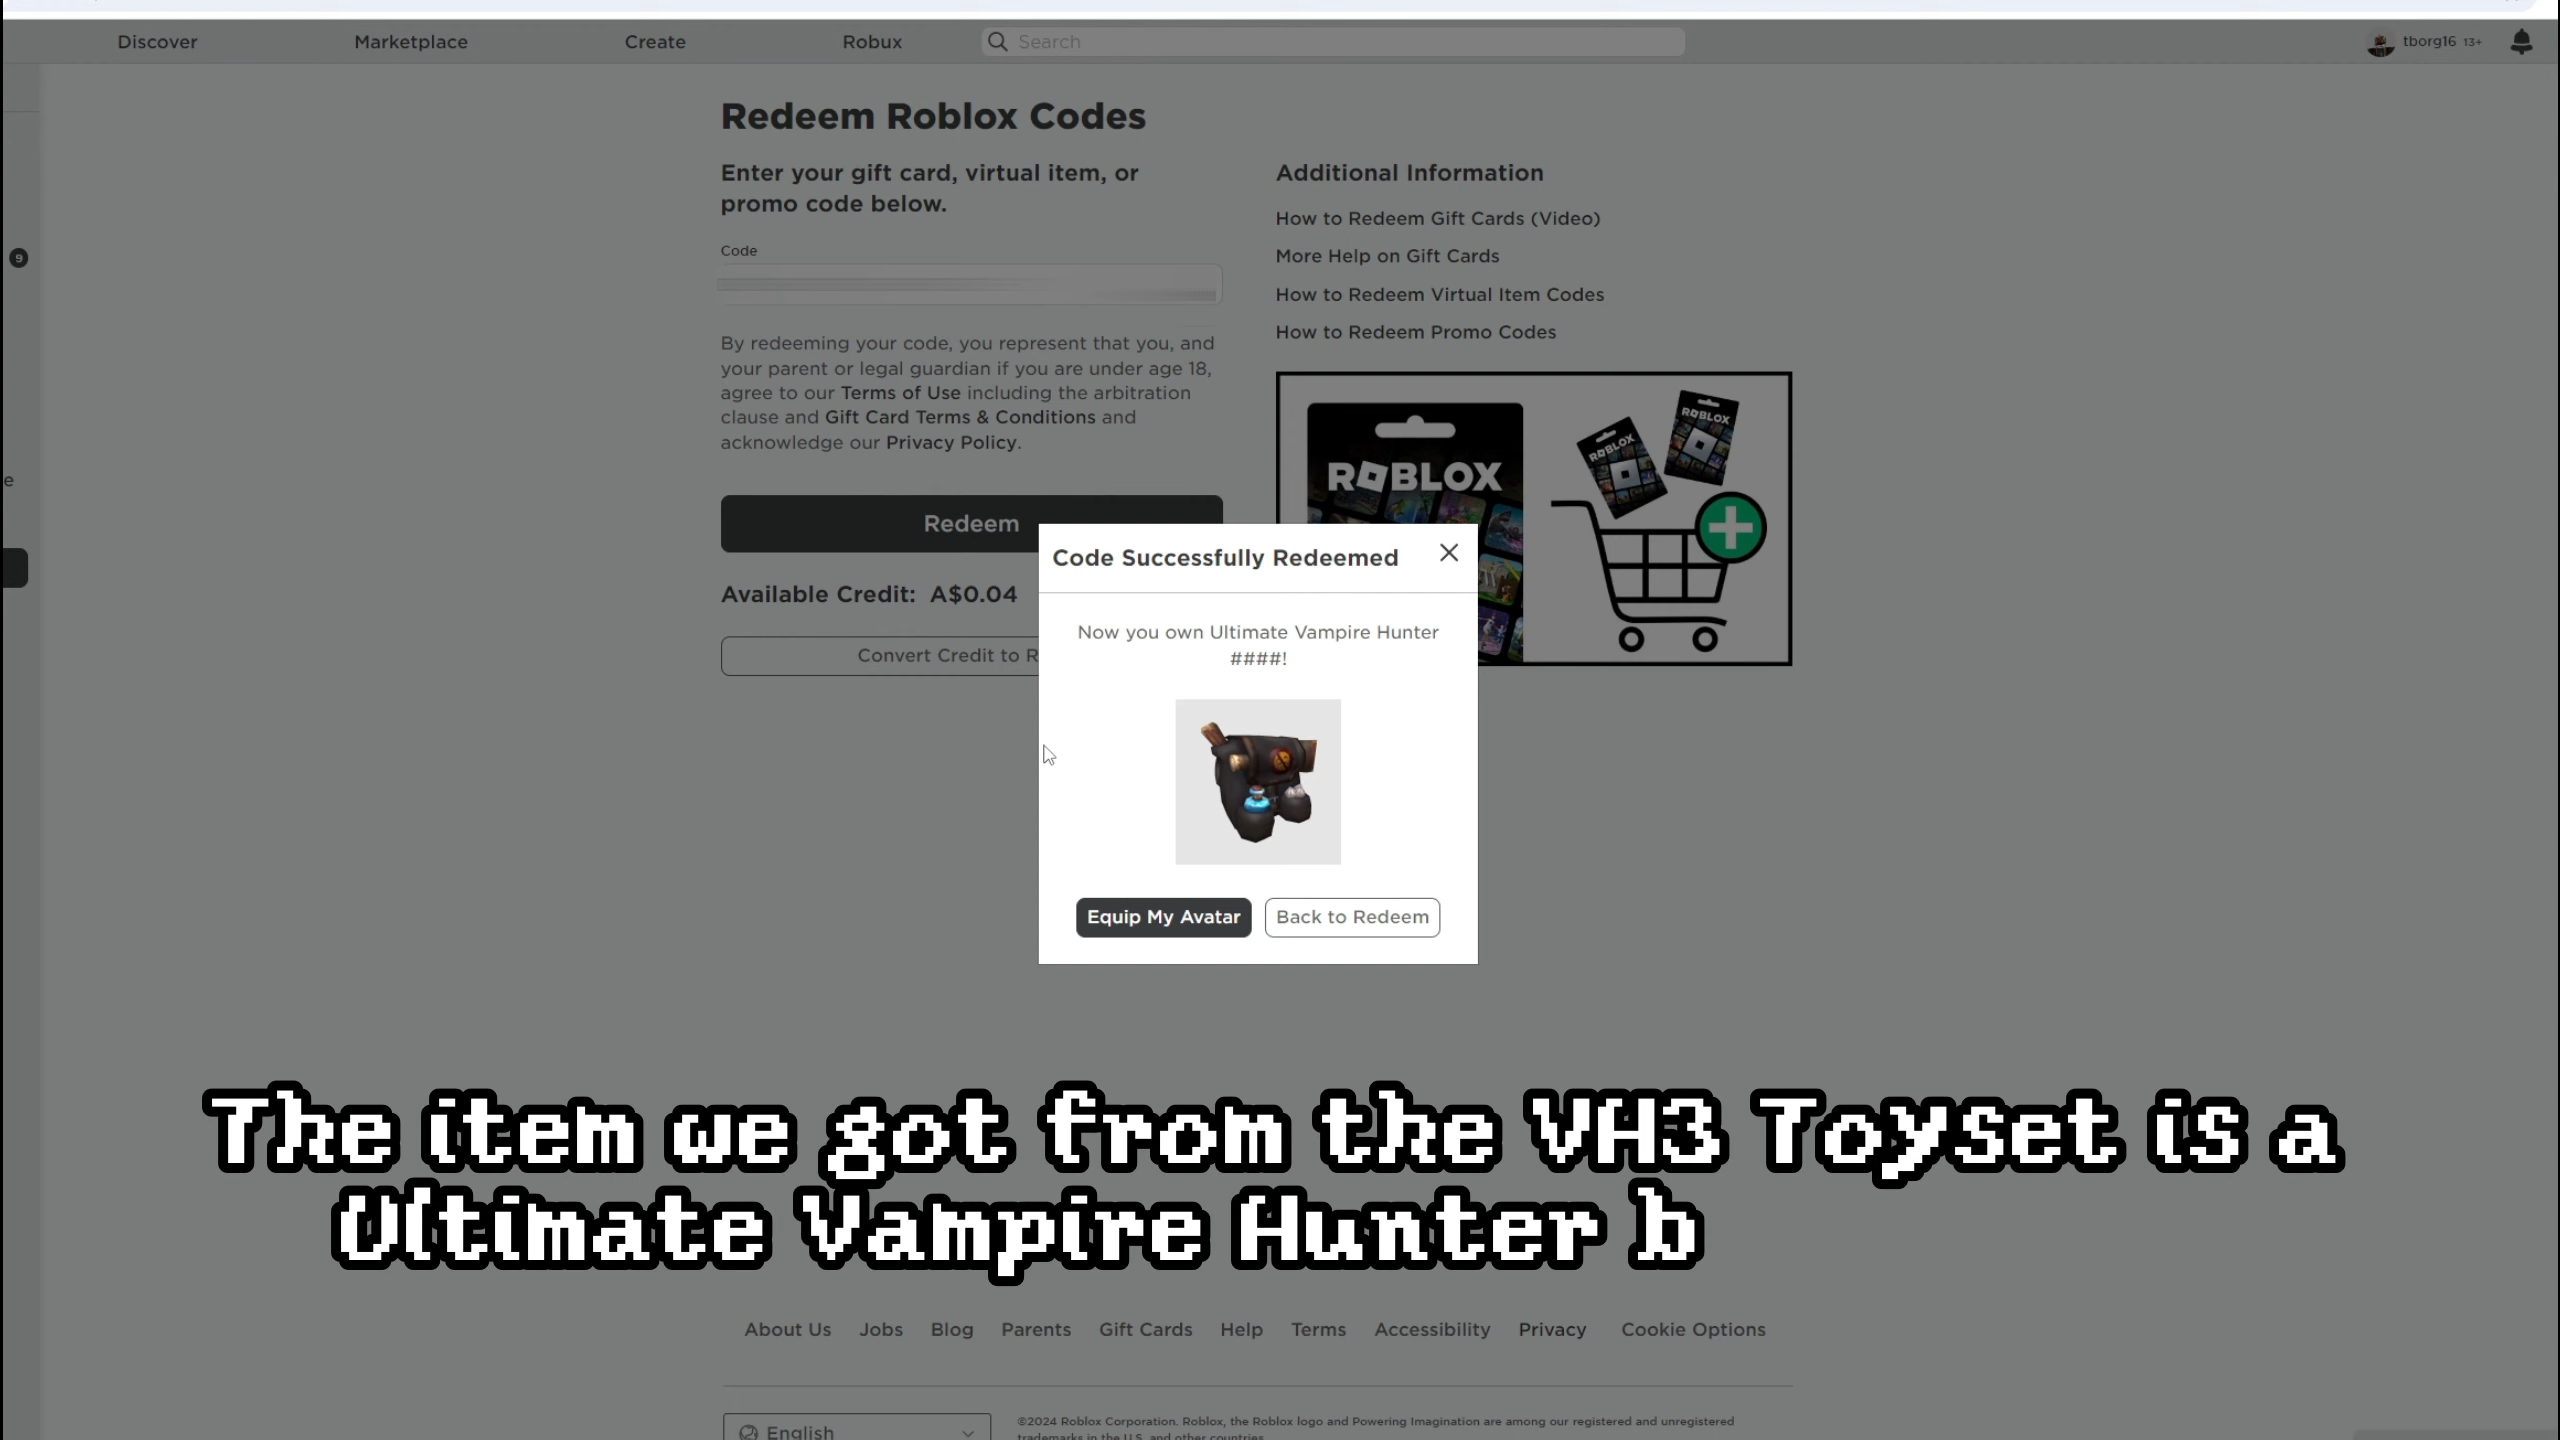 Discover Marketplace Create Robux Search tborg16 13+
Redeem Roblox Codes
Enter your gift card, virtual item, or
promo code below.
Code
9
By redeeming your code, you represent that you, and
your parent or legal guardian if you are under age 18,
agree to our Terms of Use including the arbitration
clause and Gift Card Terms & Conditions and
acknowledge our Privacy Policy.
Redeem
Available Credit: A$0.04
Convert Credit to R
e
Additional Information
How to Redeem Gift Cards (Video)
More Help on Gift Cards
How to Redeem Virtual Item Codes
How to Redeem Promo Codes
ROBLOX
ROBLOX
ROBLOX
Code Successfully Redeemed
Now you own Ultimate Vampire Hunter
####!
Equip My Avatar Back to Redeem
The item we got from the VH3 Toyset is a
Ultimate Vampire Hunter b
About Us Jobs Blog Parents Gift Cards Help Terms Accessibility Privacy Cookie Options
English
©2024 Roblox Corporation. Roblox, the Roblox logo and Powering Imagination are among our registered and unregistered
trademarks in the U.S. and other countries.